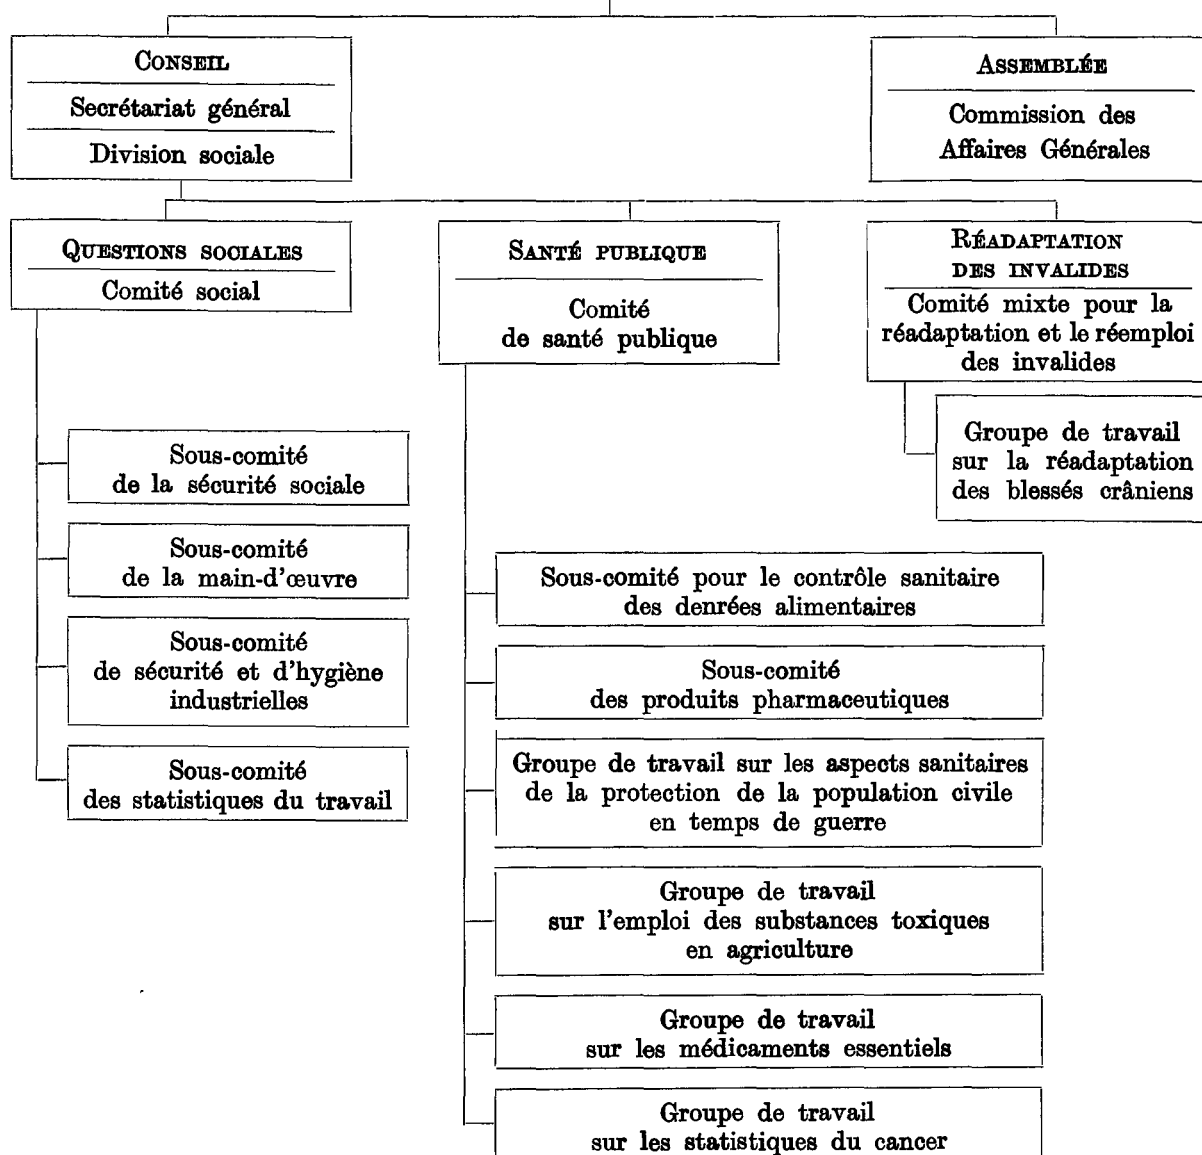 CONSEIL
Secrétariat général
Division sociale
ASSEMBLÉE
Commission des
Affaires Générales
QUESTIONS SOCIALES
Comité social
Sous-comité
de la sécurité sociale
Sous-comité
de la main-d'œuvre
Sous-comité
de sécurité et d'hygiène
industrielles
Sous-comité
des statistiques du travail
SANTÉ PUBLIQUE
Comité
de santé publique
Sous-comité pour le contrôle sanitaire
des denrées alimentaires
Sous-comité
des produits pharmaceutiques
Groupe de travail sur les aspects sanitaires
de la protection de la population civile
en temps de guerre
Groupe de travail
sur l'emploi des substances toxiques
en agriculture
Groupe de travail
sur les médicaments essentiels
Groupe de travail
sur les statistiques du cancer
RÉADAPTATION
DES INVALIDES
Comité mixte pour la
réadaptation et le réemploi
des invalides
Groupe de travail
sur la réadaptation
des blessés crâniens